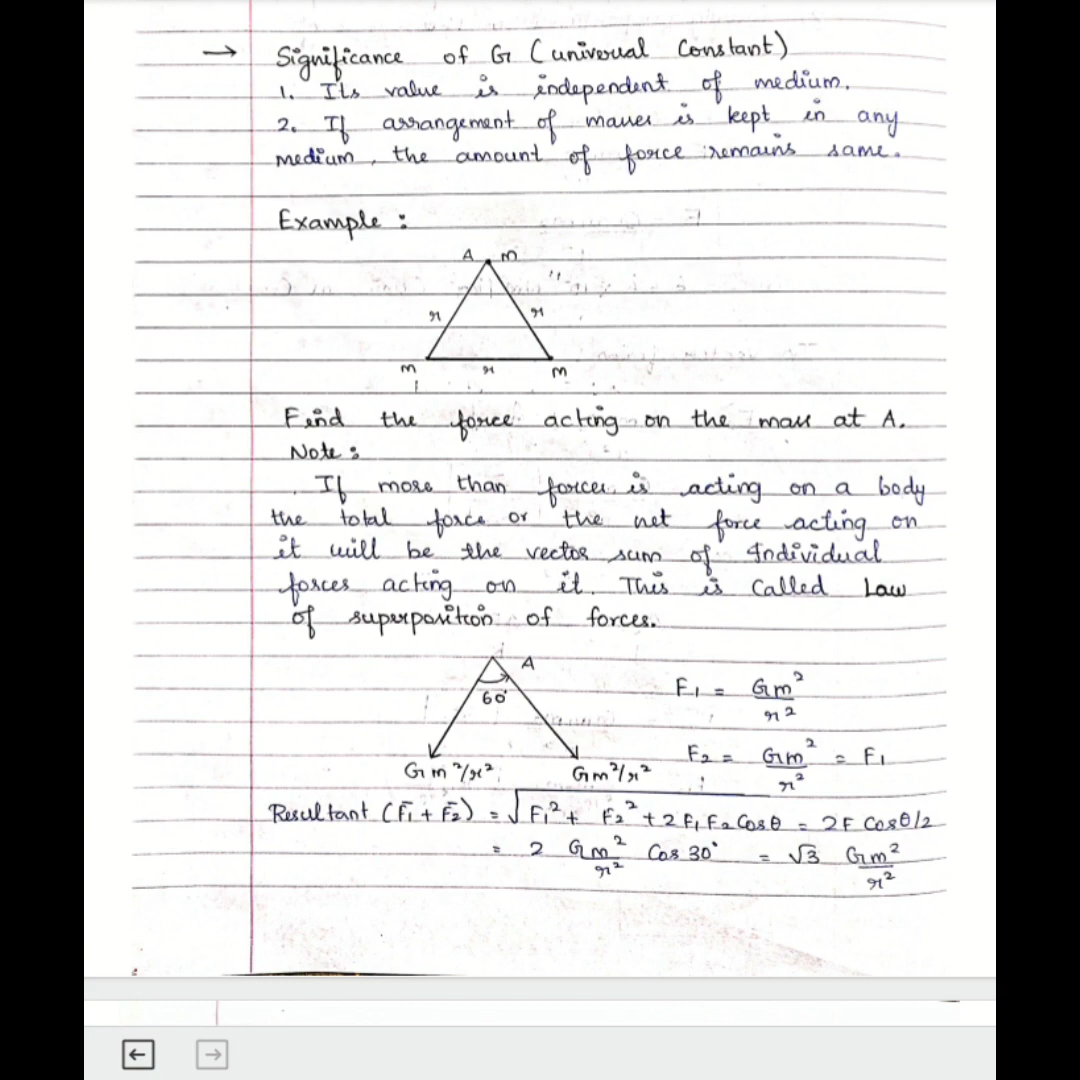 → Significance of G (universal Constant)
1. Its value is independent of medium.
2. If arrangement of masses is kept in any
medium, the amount of force remains same.
Example :
A m
r r
m r m
Find the force acting on the mass at A.
Note :
If more than forces is acting on a body
the total force or the net force acting on
it will be the vector sum of individual
forces acting on it. This is called Law
of superposition of forces.
A
60°
F₁ = Gm²/r²
Gm²/r² Gm²/r²
F₂ = Gm²/r² = F₁
Resultant (F̄₁ + F̄₂) = √F₁² + F₂² + 2F₁F₂Cosθ = 2F Cosθ/2
= 2 Gm²/r² Cos 30° = √3 Gm²/r²